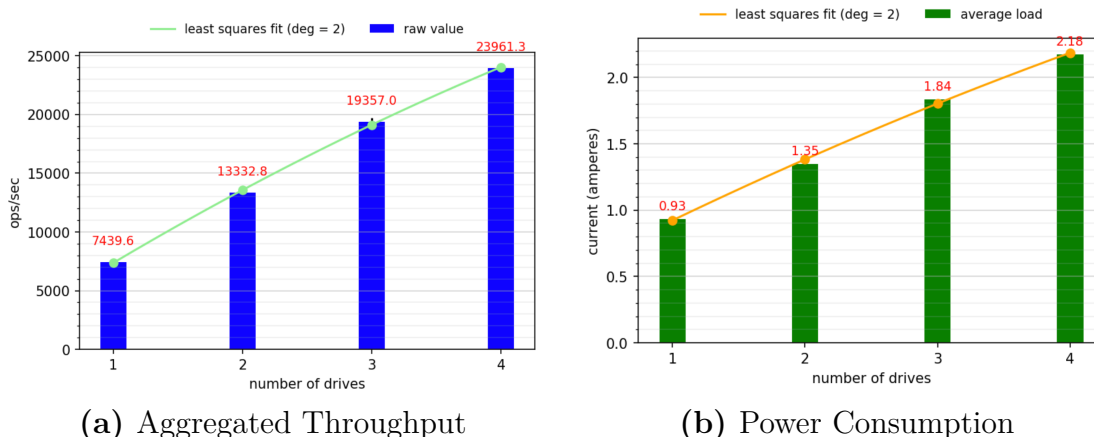 least squares fit (deg = 2) raw value
25000
20000
15000
10000
5000
0
ops/sec
7439.6
13332.8
19357.0
23961.3
1 2 3 4
number of drives
(a) Aggregated Throughput
least squares fit (deg = 2) average load
2.0
1.5
1.0
0.5
0.0
current (amperes)
0.93
1.35
1.84
2.18
1 2 3 4
number of drives
(b) Power Consumption